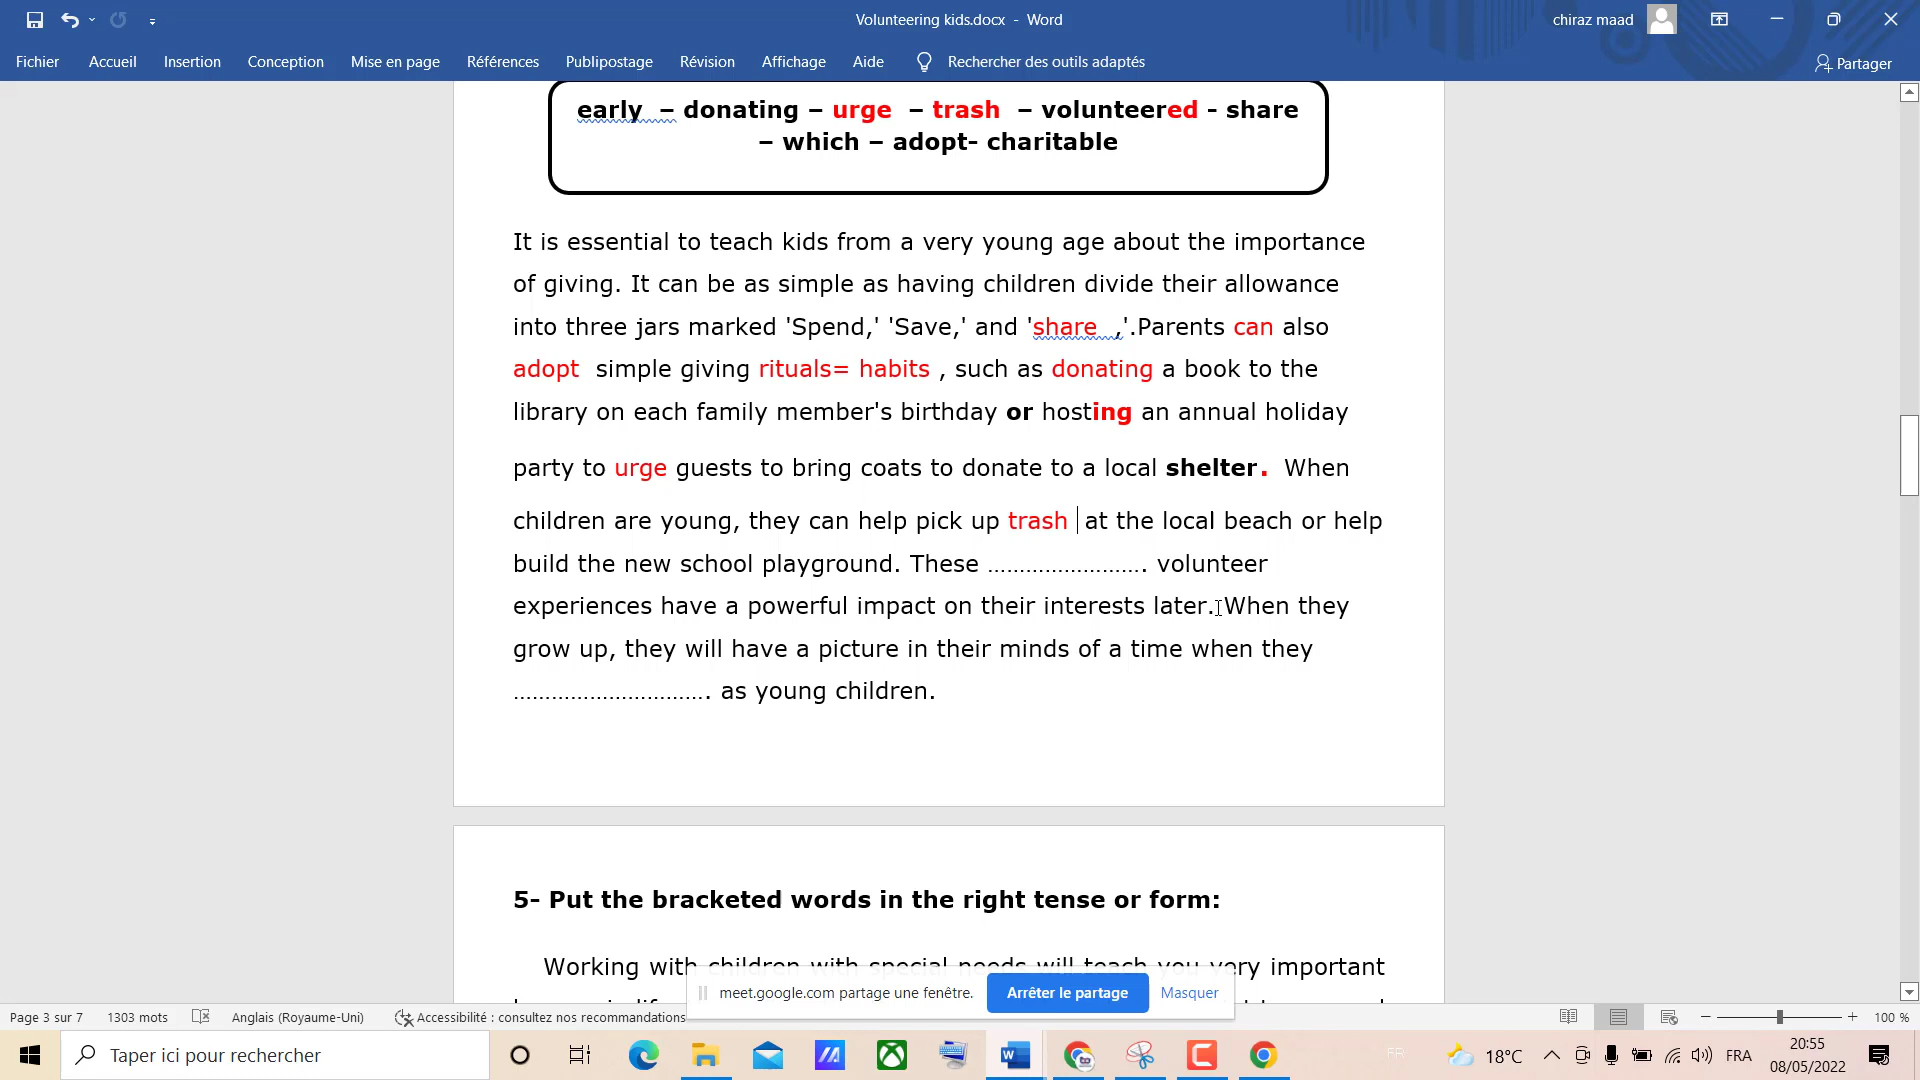 Volunteering kids.docx - Word
chiraz maad
Fichier Accueil Insertion Conception Mise en page Références Publipostage Révision Affichage Aide Rechercher des outils adaptés Partager
early – donating – urge – trash – volunteered - share
– which – adopt- charitable
It is essential to teach kids from a very young age about the importance
of giving. It can be as simple as having children divide their allowance
into three jars marked 'Spend,' 'Save,' and 'share ,'.Parents can also
adopt simple giving rituals= habits , such as donating a book to the
library on each family member's birthday or hosting an annual holiday
party to urge guests to bring coats to donate to a local shelter. When
children are young, they can help pick up trash at the local beach or help
build the new school playground. These ……………………. volunteer
experiences have a powerful impact on their interests later. When they
grow up, they will have a picture in their minds of a time when they
…………………………. as young children.
5- Put the bracketed words in the right tense or form:
Working with children with special needs will teach you very important
meet.google.com partage une fenêtre. Arrêter le partage Masquer
Page 3 sur 7 1303 mots Anglais (Royaume-Uni) Accessibilité : consultez nos recommandations 100 %
Taper ici pour rechercher
18°C FRA
20:55
08/05/2022